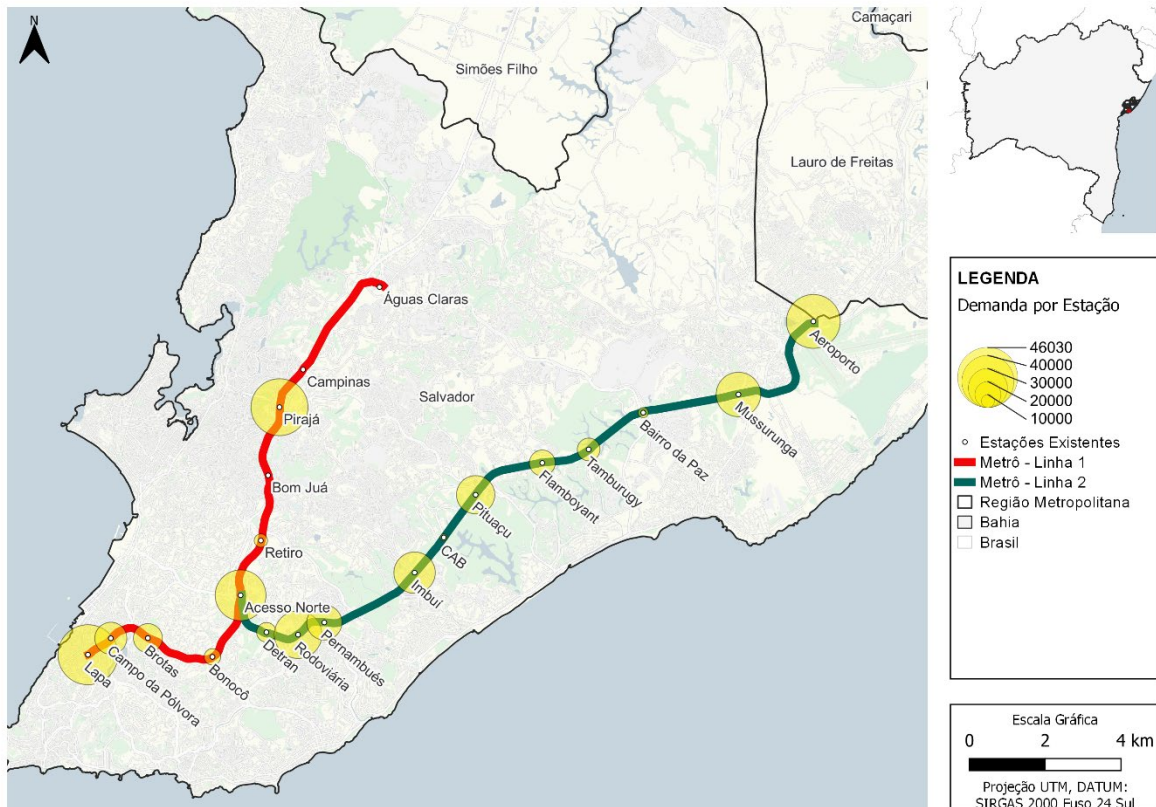 N
Camaçari
Simões Filho
Lauro de Freitas
Águas Claras
Aeroporto
Campinas
Salvador
Pirajá
Mussurunga
Bairro da Paz
Tamburugy
Flamboyant
Bom Juá
Pituaçu
CAB
Retiro
Imbuí
Acesso Norte
Pernambués
Rodoviária
Detran
Bonocô
Brotas
Campo da Pólvora
Lapa
LEGENDA
Demanda por Estação
46030
40000
30000
20000
10000
Estações Existentes
Metrô - Linha 1
Metrô - Linha 2
Região Metropolitana
Bahia
Brasil
Escala Gráfica
0 2 4 km
Projeção UTM, DATUM:
SIRGAS 2000 Fuso 24 Sul